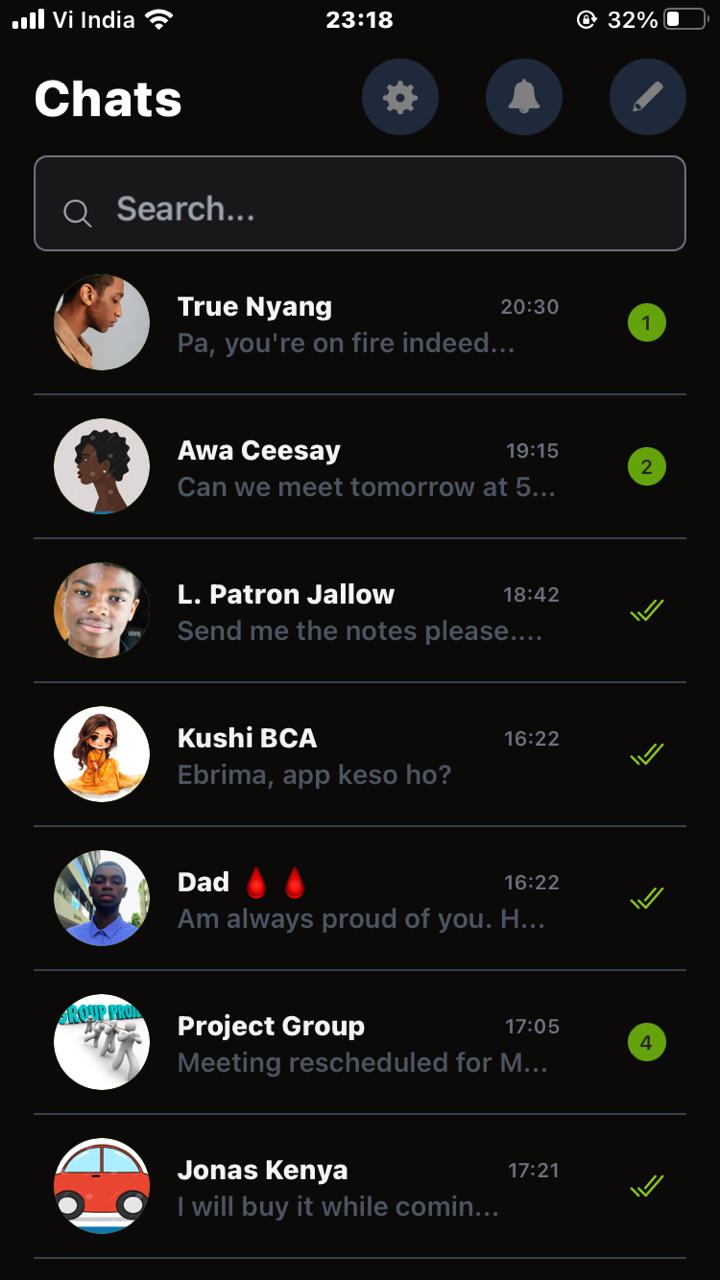 Vi India 23:18 32%
Chats
Search...
True Nyang 20:30
Pa, you're on fire indeed... 1
Awa Ceesay 19:15
Can we meet tomorrow at 5... 2
L. Patron Jallow 18:42
Send me the notes please....
Kushi BCA 16:22
Ebrima, app keso ho?
Dad 🩸 🩸 16:22
Am always proud of you. H...
GROUP PROJ
Project Group 17:05
Meeting rescheduled for M... 4
Jonas Kenya 17:21
I will buy it while comin...